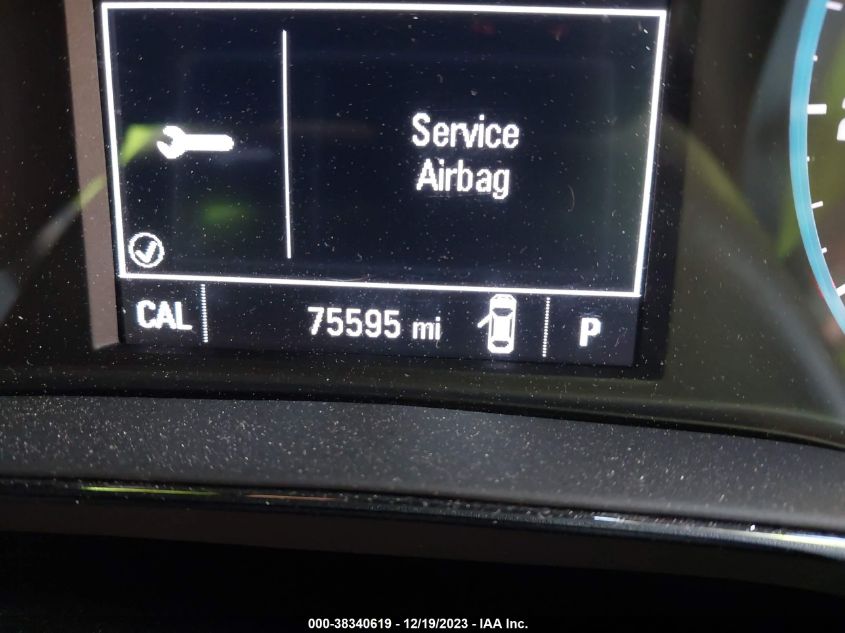 Service
Airbag
CAL 75595 mi P
000-38340619 - 12/19/2023 - IAA Inc.